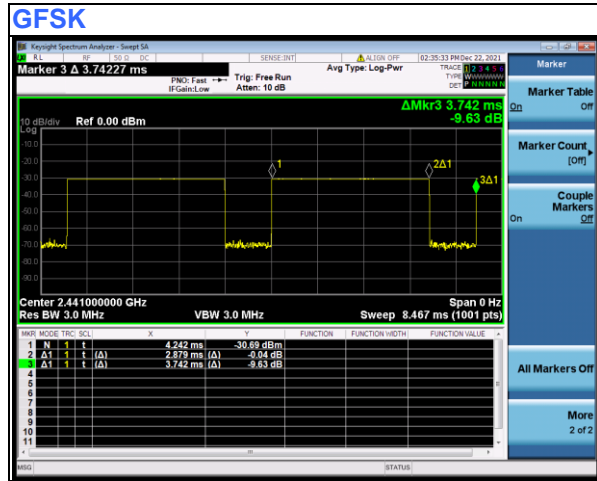 GFSK
Keysight Spectrum Analyzer - Swept SA
RL RF 50 Ω DC SENSE:INT ALIGN OFF 02:35:33 PM Dec 22, 2021
Marker 3 Δ 3.74227 ms
PNO: Fast
IFGain:Low
Trig: Free Run
Atten: 10 dB
Avg Type: Log-Pwr
TRACE 1 2 3 4 5 6
TYPE WWWWWW
DET P NNNNN
ΔMkr3 3.742 ms
-9.63 dB
10 dB/div Ref 0.00 dBm
Log
-10.0
-20.0
-30.0
-40.0
-50.0
-60.0
-70.0
-80.0
-90.0
1
2Δ1
3Δ1
Center 2.441000000 GHz Span 0 Hz
Res BW 3.0 MHz VBW 3.0 MHz Sweep 8.467 ms (1001 pts)
MKR MODE TRC SCL X Y FUNCTION FUNCTION WIDTH FUNCTION VALUE
1 N 1 t 4.242 ms -30.69 dBm
2 Δ1 1 t (Δ) 2.879 ms (Δ) -0.04 dB
3 Δ1 1 t (Δ) 3.742 ms (Δ) -9.63 dB
4
5
6
7
8
9
10
11
MSG STATUS
Marker
Marker Table
On Off
Marker Count
[Off]
Couple
Markers
On Off
All Markers Off
More
2 of 2